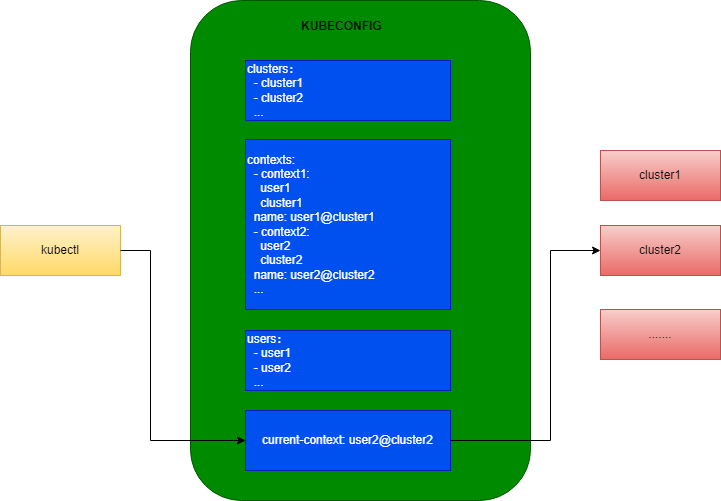 KUBECONFIG
clusters：
- cluster1
- cluster2
...
contexts:
- context1:
user1
cluster1
name: user1@cluster1
- context2:
user2
cluster2
name: user2@cluster2
...
users：
- user1
- user2
...
current-context: user2@cluster2
kubectl
cluster1
cluster2
.......